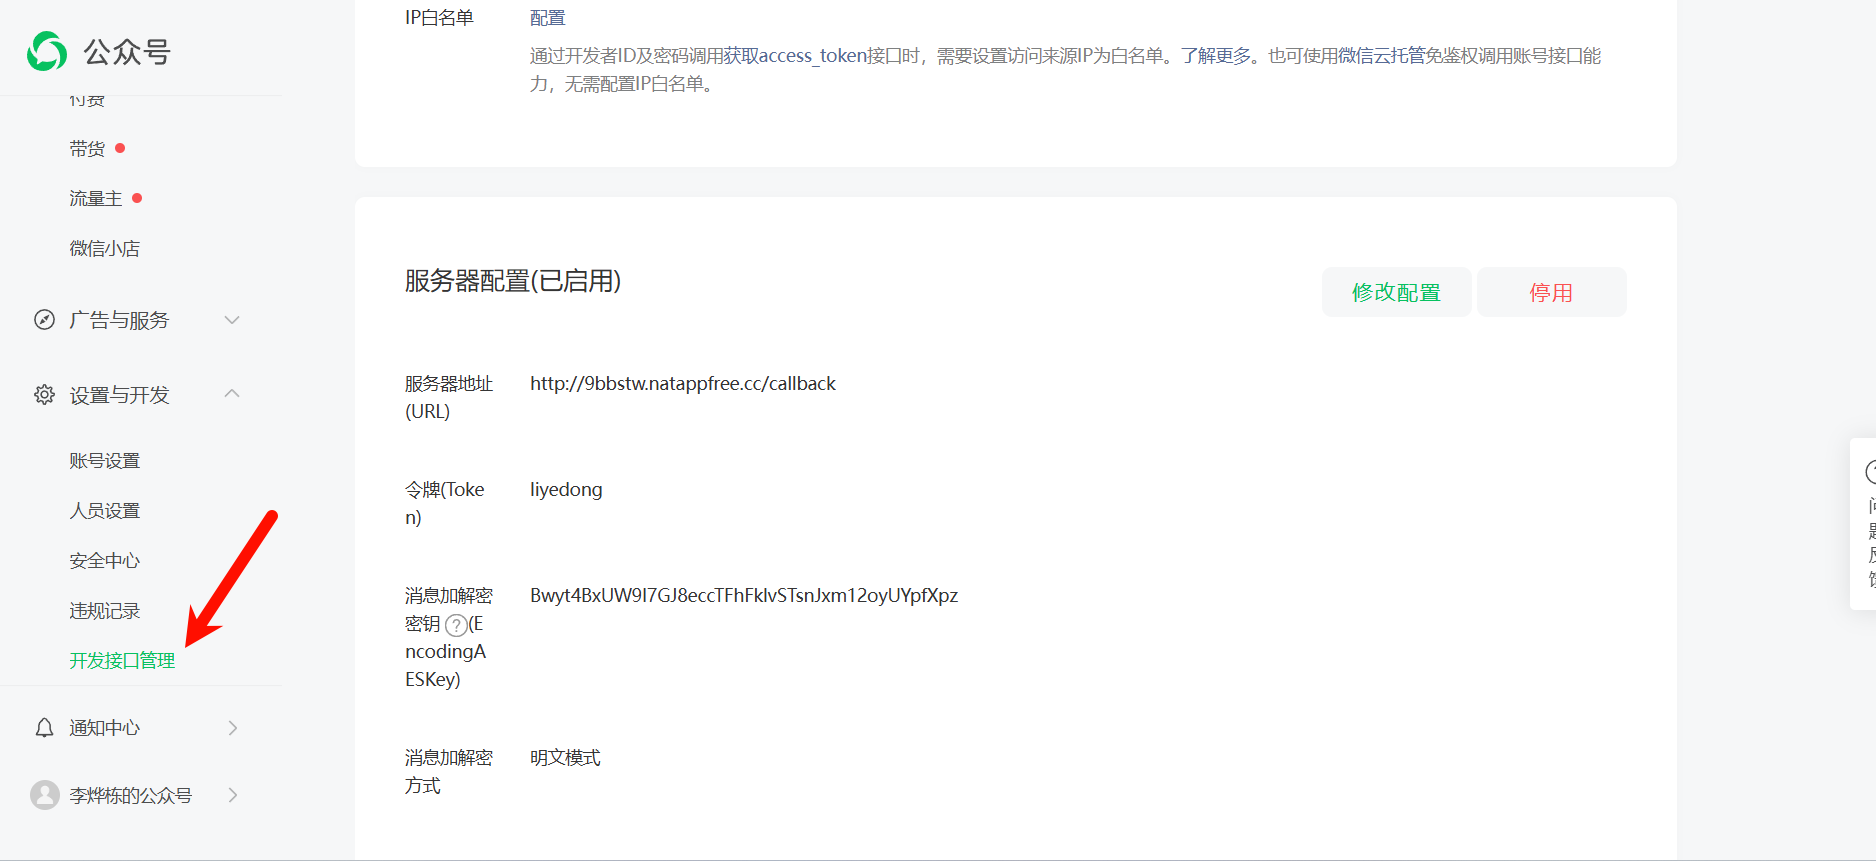 公众号
付费
带货
流量主
微信小店
广告与服务
设置与开发
账号设置
人员设置
安全中心
违规记录
开发接口管理
通知中心
李烨栋的公众号
IP白名单
配置
通过开发者ID及密码调用获取access_token接口时，需要设置访问来源IP为白名单。了解更多。也可使用微信云托管免鉴权调用账号接口能
力，无需配置IP白名单。
服务器配置(已启用)
修改配置
停用
服务器地址
(URL)
http://9bbstw.natappfree.cc/callback
令牌(Toke
n)
liyedong
消息加解密
密钥 ?(E
ncodingA
ESKey)
Bwyt4BxUW9I7GJ8eccTFhFklvSTsnJxm12oyUYpfXpz
消息加解密
方式
明文模式